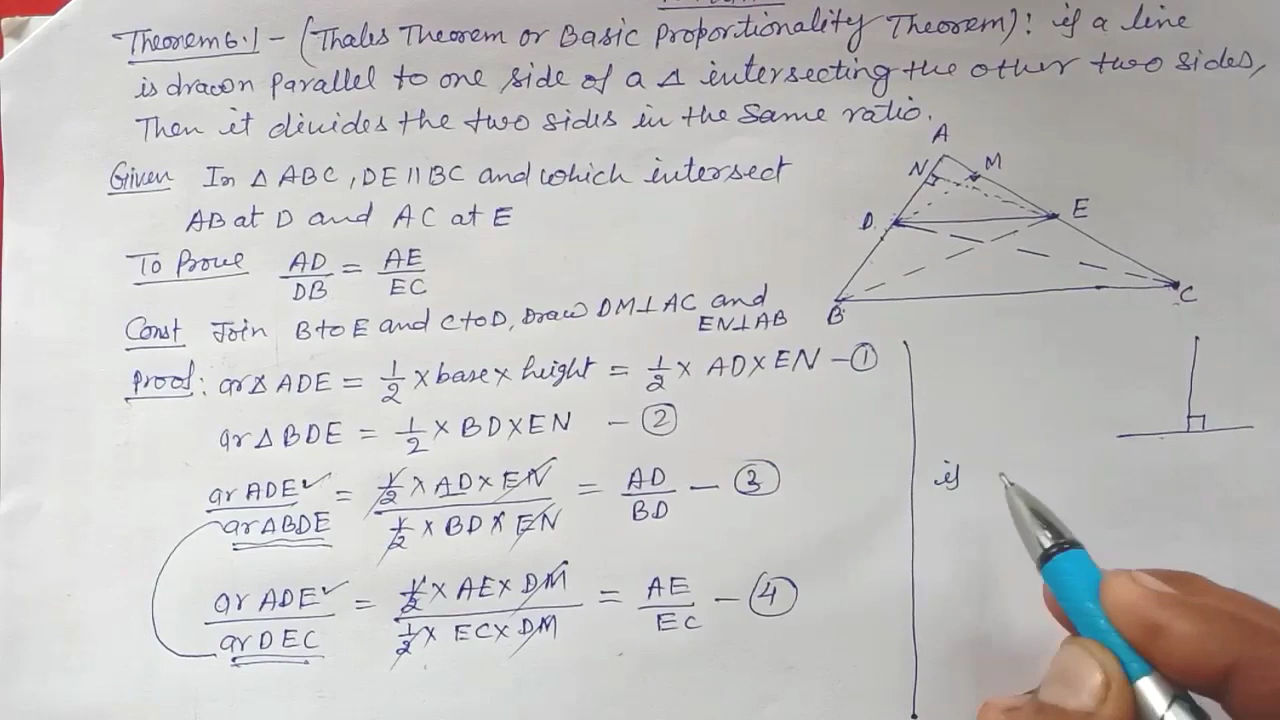 Theorem 6.1 - (Thales Theorem or Basic Proportionality Theorem): if a line
is drawn parallel to one side of a Δ intersecting the other two sides,
Then it divides the two sides in the same ratio.
Given In Δ ABC, DE || BC and which intersect
AB at D and AC at E
To Prove AD/DB = AE/EC
Const Join B to E and C to D, Draw DM ⊥ AC and
EN ⊥ AB
Proof: ar Δ ADE = 1/2 × base × height = 1/2 × AD × EN - ①
ar Δ BDE = 1/2 × BD × EN - ②
ar ADE ✓ / ar Δ BDE = 1/2 × AD × EN / 1/2 × BD × EN = AD/BD - ③
ar ADE ✓ / ar DEC = 1/2 × AE × DM / 1/2 × EC × DM = AE/EC - ④
A
N M
D E
B C
is